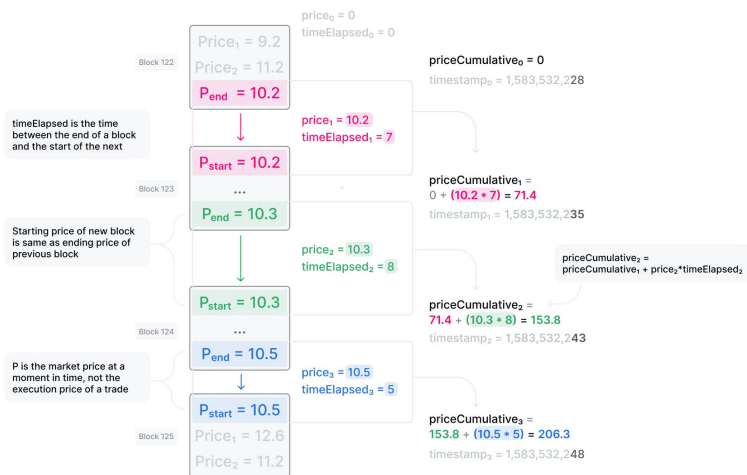 price₀ = 0
timeElapsed₀ = 0
Block 122
Price₁ = 9.2
Price₂ = 11.2
Pend = 10.2
priceCumulative₀ = 0
timestamp₀ = 1,583,532,228
timeElapsed is the time
between the end of a block
and the start of the next
price₁ = 10.2
timeElapsed₁ = 7
Pstart = 10.2
Block 123
...
Pend = 10.3
priceCumulative₁ =
0 + (10.2 * 7) = 71.4
timestamp₁ = 1,583,532,235
Starting price of new block
is same as ending price of
previous block
price₂ = 10.3
timeElapsed₂ = 8
priceCumulative₂ =
priceCumulative₁ + price₂*timeElapsed₂
Pstart = 10.3
Block 124
...
Pend = 10.5
priceCumulative₂ =
71.4 + (10.3 * 8) = 153.8
timestamp₂ = 1,583,532,243
P is the market price at a
moment in time, not the
execution price of a trade
price₃ = 10.5
timeElapsed₃ = 5
Pstart = 10.5
Block 125
Price₁ = 12.6
Price₂ = 11.2
priceCumulative₃ =
153.8 + (10.5 * 5) = 206.3
timestamp₃ = 1,583,532,248